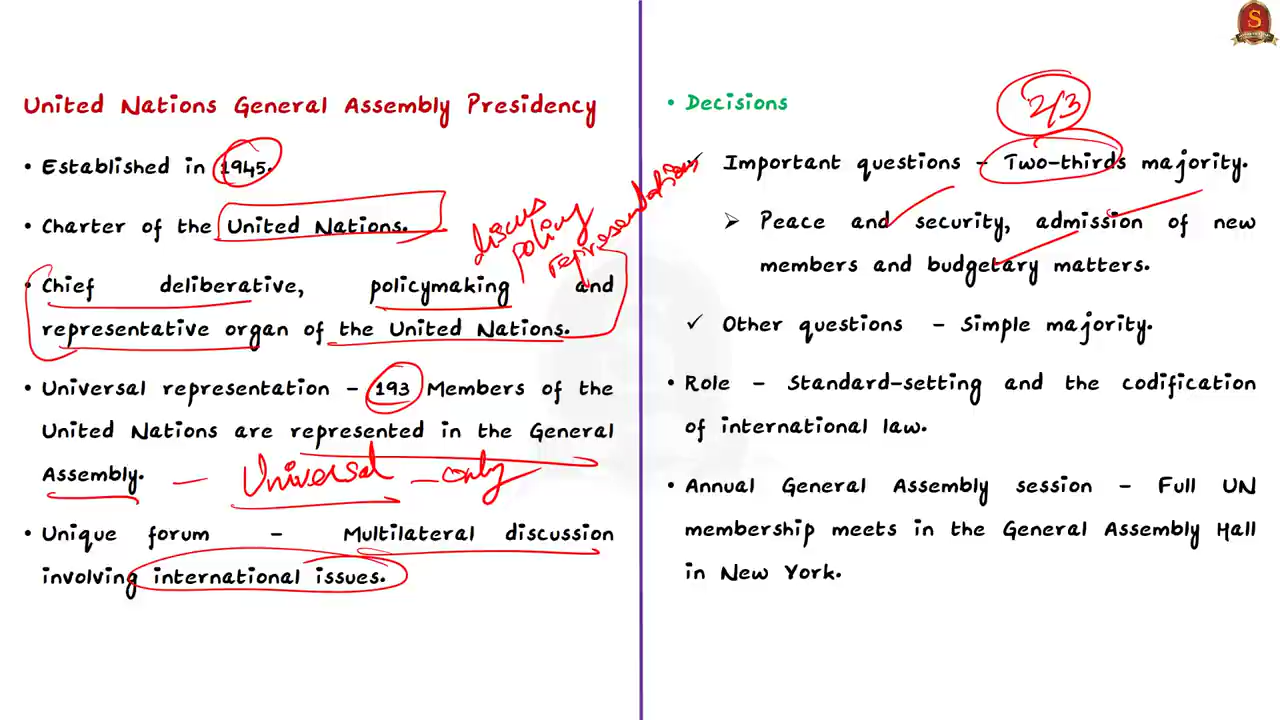 United Nations General Assembly Presidency
• Established in 1945.
• Charter of the United Nations.
discus
policy
representation
• Chief deliberative, policymaking and
representative organ of the United Nations.
• Universal representation – 193 Members of the
United Nations are represented in the General
Assembly. – Universal – only
• Unique forum – Multilateral discussion
involving international issues.
• Decisions
2/3
✓ Important questions – Two-thirds majority.
➢ Peace and security, admission of new
members and budgetary matters.
✓ Other questions – Simple majority.
• Role – Standard-setting and the codification
of international law.
• Annual General Assembly session – Full UN
membership meets in the General Assembly Hall
in New York.
S